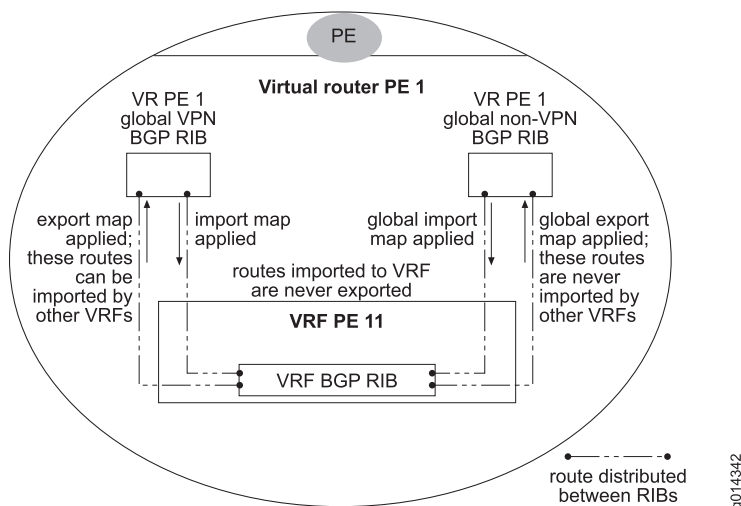 PE
Virtual router PE 1
VR PE 1
global VPN
BGP RIB
VR PE 1
global non-VPN
BGP RIB
export map
applied;
these routes
can be
imported by
other VRFs
import map
applied
global import
map applied
global export
map applied;
these routes
are never
imported by
other VRFs
routes imported to VRF
are never exported
VRF PE 11
VRF BGP RIB
route distributed
between RIBs
g014342